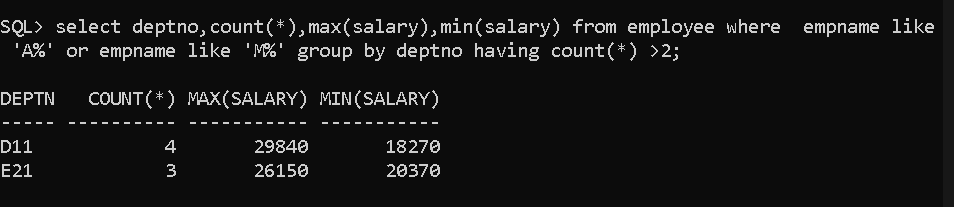 SQL> select deptno,count(*),max(salary),min(salary) from employee where  empname like
 'A%' or empname like 'M%' group by deptno having count(*) >2;
DEPTN   COUNT(*) MAX(SALARY) MIN(SALARY)
----- ---------- ----------- -----------
D11            4       29840       18270
E21            3       26150       20370